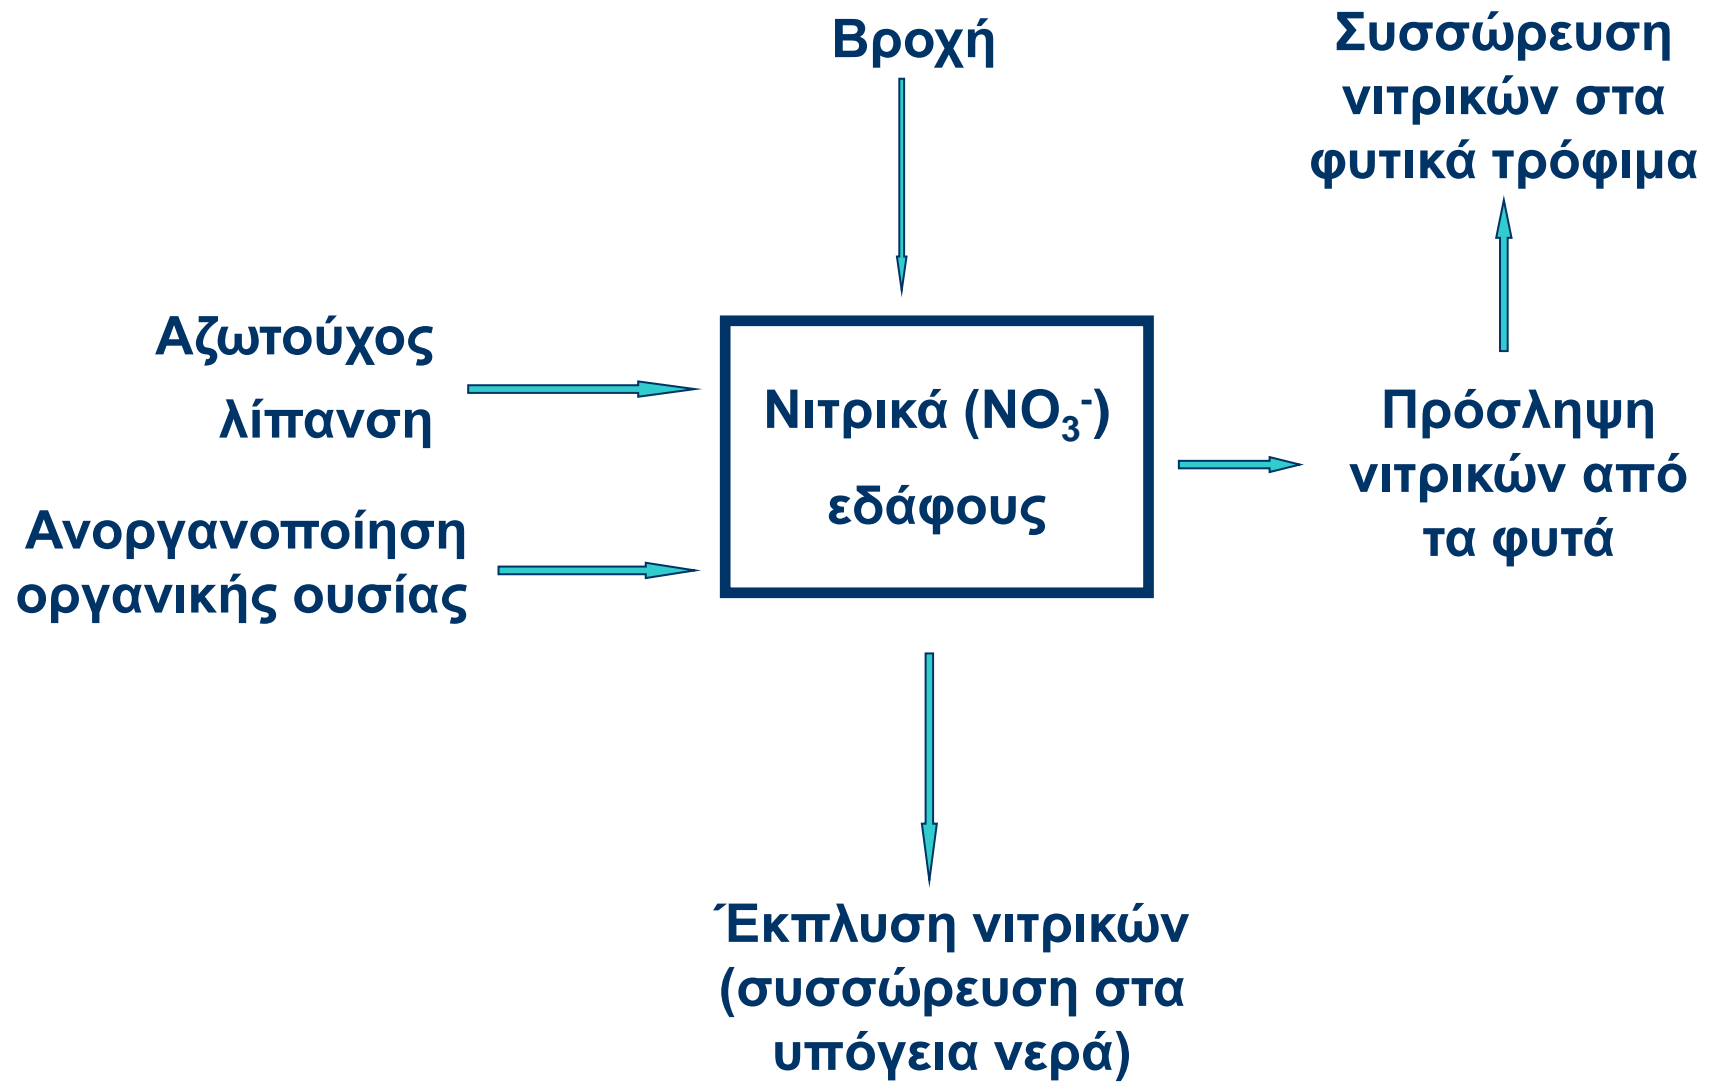 Βροχή
Συσσώρευση
νιτρικών στα
φυτικά τρόφιμα
Αζωτούχος
λίπανση
Ανοργανοποίηση
οργανικής ουσίας
Νιτρικά (NO₃⁻)
εδάφους
Πρόσληψη
νιτρικών από
τα φυτά
Έκπλυση νιτρικών
(συσσώρευση στα
υπόγεια νερά)